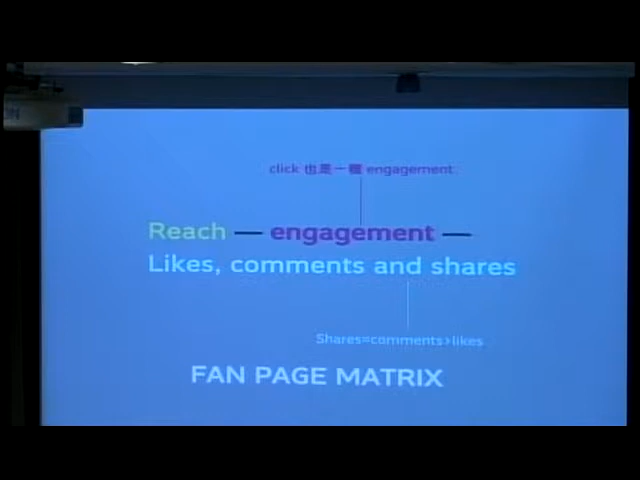 click 也是一種 engagement.
Reach — engagement —
Likes, comments and shares
Shares=comments>likes
FAN PAGE MATRIX